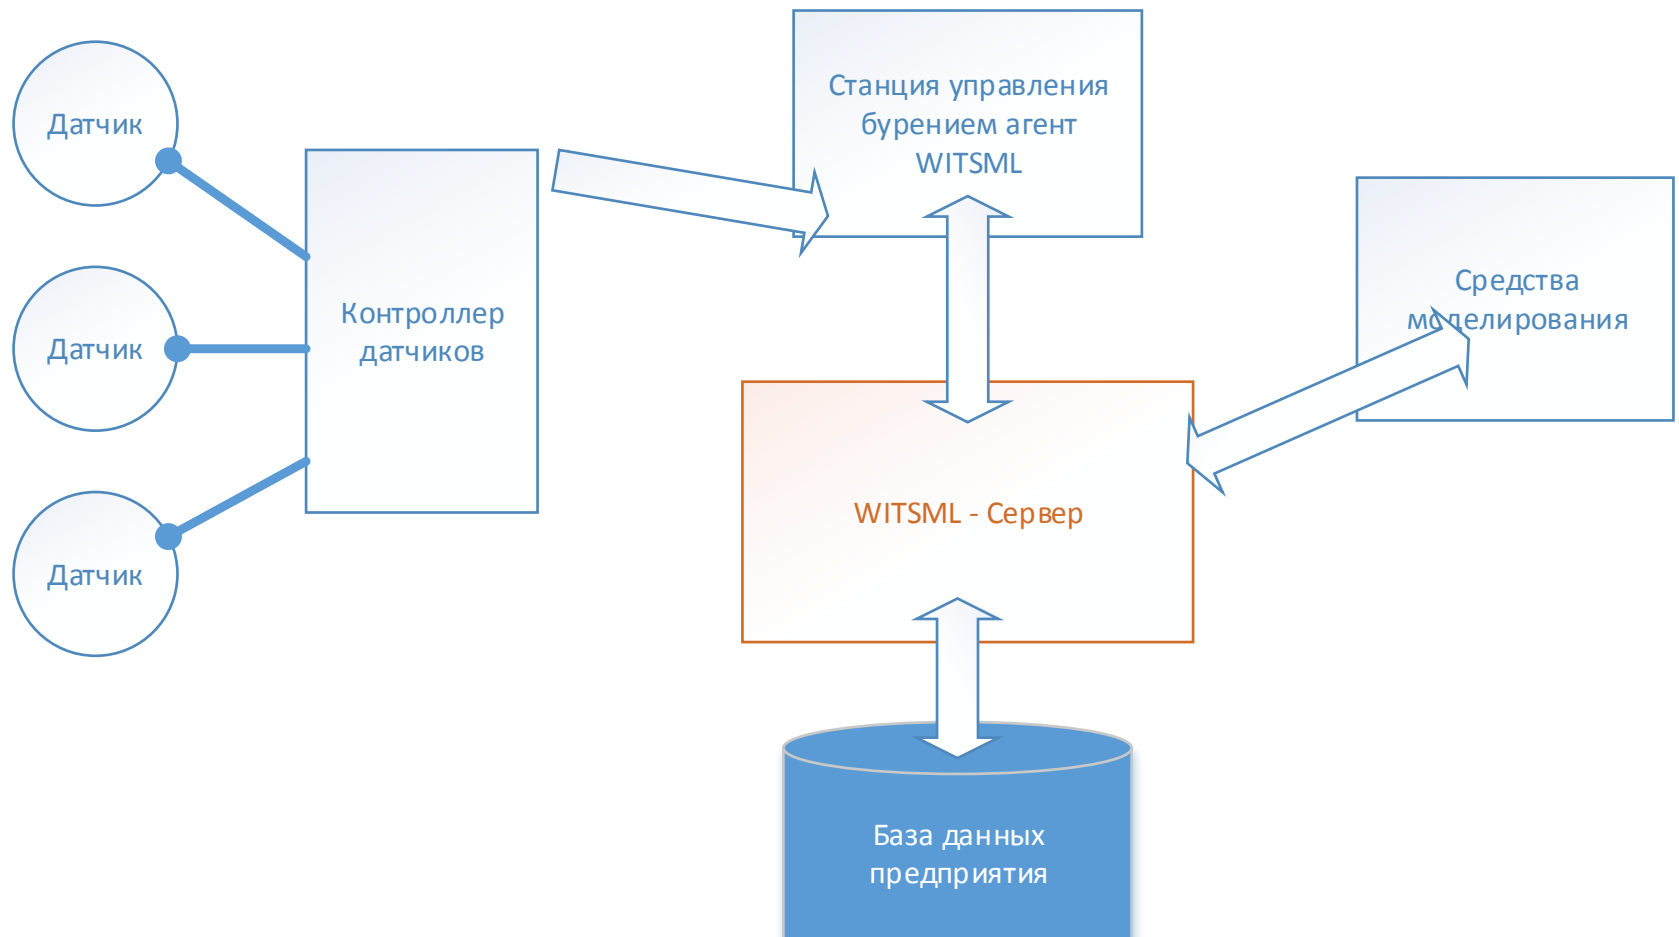 Датчик
Датчик
Датчик
Контроллер
датчиков
Станция управления
бурением агент
WITSML
Средства
моделирования
WITSML - Сервер
База данных
предприятия